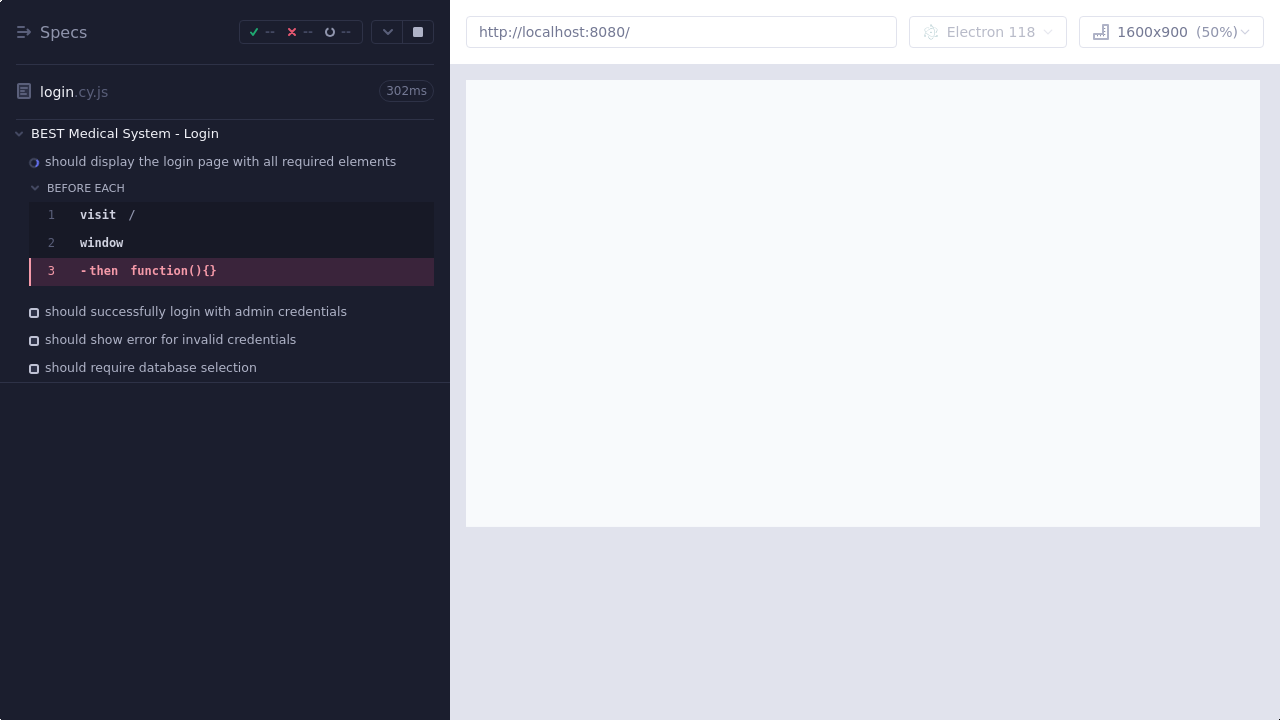 Specs
--
--
--
http://localhost:8080/
Electron 118
1600x900 (50%)
login.cy.js
302ms
BEST Medical System - Login
should display the login page with all required elements
BEFORE EACH
1 visit /
2 window
3 -then function(){}
should successfully login with admin credentials
should show error for invalid credentials
should require database selection